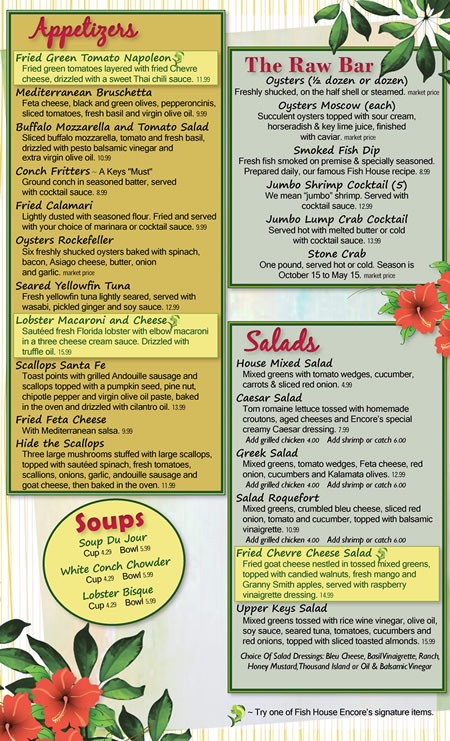 Appetizers
Fried Green Tomato Napoleon
Fried green tomatoes layered with fried Chevre
cheese, drizzled with a sweet Thai chili sauce. 11.99
Mediterranean Bruschetta
Feta cheese, black and green olives, pepperoncinis,
sliced tomatoes, fresh basil and virgin olive oil. 9.99
Buffalo Mozzarella and Tomato Salad
Sliced buffalo mozzarella, tomato and fresh basil,
drizzled with pesto balsamic vinegar and
extra virgin olive oil. 10.99
Conch Fritters ~ A Keys "Must"
Ground conch in seasoned batter, served
with cocktail sauce. 8.99
Fried Calamari
Lightly dusted with seasoned flour. Fried and served
with your choice of marinara or cocktail sauce. 9.99
Oysters Rockefeller
Six freshly shucked oysters baked with spinach,
bacon, Asiago cheese, butter, onion
and garlic. market price
Seared Yellowfin Tuna
Fresh yellowfin tuna lightly seared, served with
wasabi, pickled ginger and soy sauce. 12.99
Lobster Macaroni and Cheese
Sautéed fresh Florida lobster with elbow macaroni
in a three cheese cream sauce. Drizzled with
truffle oil. 15.99
Scallops Santa Fe
Toast points with grilled Andouille sausage and
scallops topped with a pumpkin seed, pine nut,
chipotle pepper and virgin olive oil paste, baked
in the oven and drizzled with cilantro oil. 13.99
Fried Feta Cheese
With Mediterranean salsa. 9.99
Hide the Scallops
Three large mushrooms stuffed with large scallops,
topped with sautéed spinach, fresh tomatoes,
scallions, onions, garlic, andouille sausage and
goat cheese, then baked in the oven. 11.99
Soups
Soup Du Jour
Cup 4.29 Bowl 5.99
White Conch Chowder
Cup 4.29 Bowl 5.99
Lobster Bisque
Cup 4.29 Bowl 5.99
The Raw Bar
Oysters (½ dozen or dozen)
Freshly shucked, on the half shell or steamed. market price
Oysters Moscow (each)
Succulent oysters topped with sour cream,
horseradish & key lime juice, finished
with caviar. market price
Smoked Fish Dip
Fresh fish smoked on premise & specially seasoned.
Prepared daily, our famous Fish House recipe. 8.99
Jumbo Shrimp Cocktail (5)
We mean "jumbo" shrimp. Served with
cocktail sauce. 12.99
Jumbo Lump Crab Cocktail
Served hot with melted butter or cold
with cocktail sauce. 13.99
Stone Crab
One pound, served hot or cold. Season is
October 15 to May 15. market price
Salads
House Mixed Salad
Mixed greens with tomato wedges, cucumber,
carrots & sliced red onion. 4.99
Caesar Salad
Torn romaine lettuce tossed with homemade
croutons, aged cheeses and Encore's special
creamy Caesar dressing. 7.99
Add grilled chicken 4.00 Add shrimp or catch 6.00
Greek Salad
Mixed greens, tomato wedges, Feta cheese, red
onion, cucumbers and Kalamata olives. 12.99
Add grilled chicken 4.00 Add shrimp or catch 6.00
Salad Roquefort
Mixed greens, crumbled bleu cheese, sliced red
onion, tomato and cucumber, topped with balsamic
vinaigrette. 10.99
Add grilled chicken 4.00 Add shrimp or catch 6.00
Fried Chevre Cheese Salad
Fried goat cheese nestled in tossed mixed greens,
topped with candied walnuts, fresh mango and
Granny Smith apples, served with raspberry
vinaigrette dressing. 14.99
Upper Keys Salad
Mixed greens tossed with rice wine vinegar, olive oil,
soy sauce, seared tuna, tomatoes, cucumbers and
red onions, topped with sliced toasted almonds. 15.99
Choice Of Salad Dressings: Bleu Cheese, Basil Vinaigrette, Ranch,
Honey Mustard, Thousand Island or Oil & Balsamic Vinegar
~ Try one of Fish House Encore's signature items.